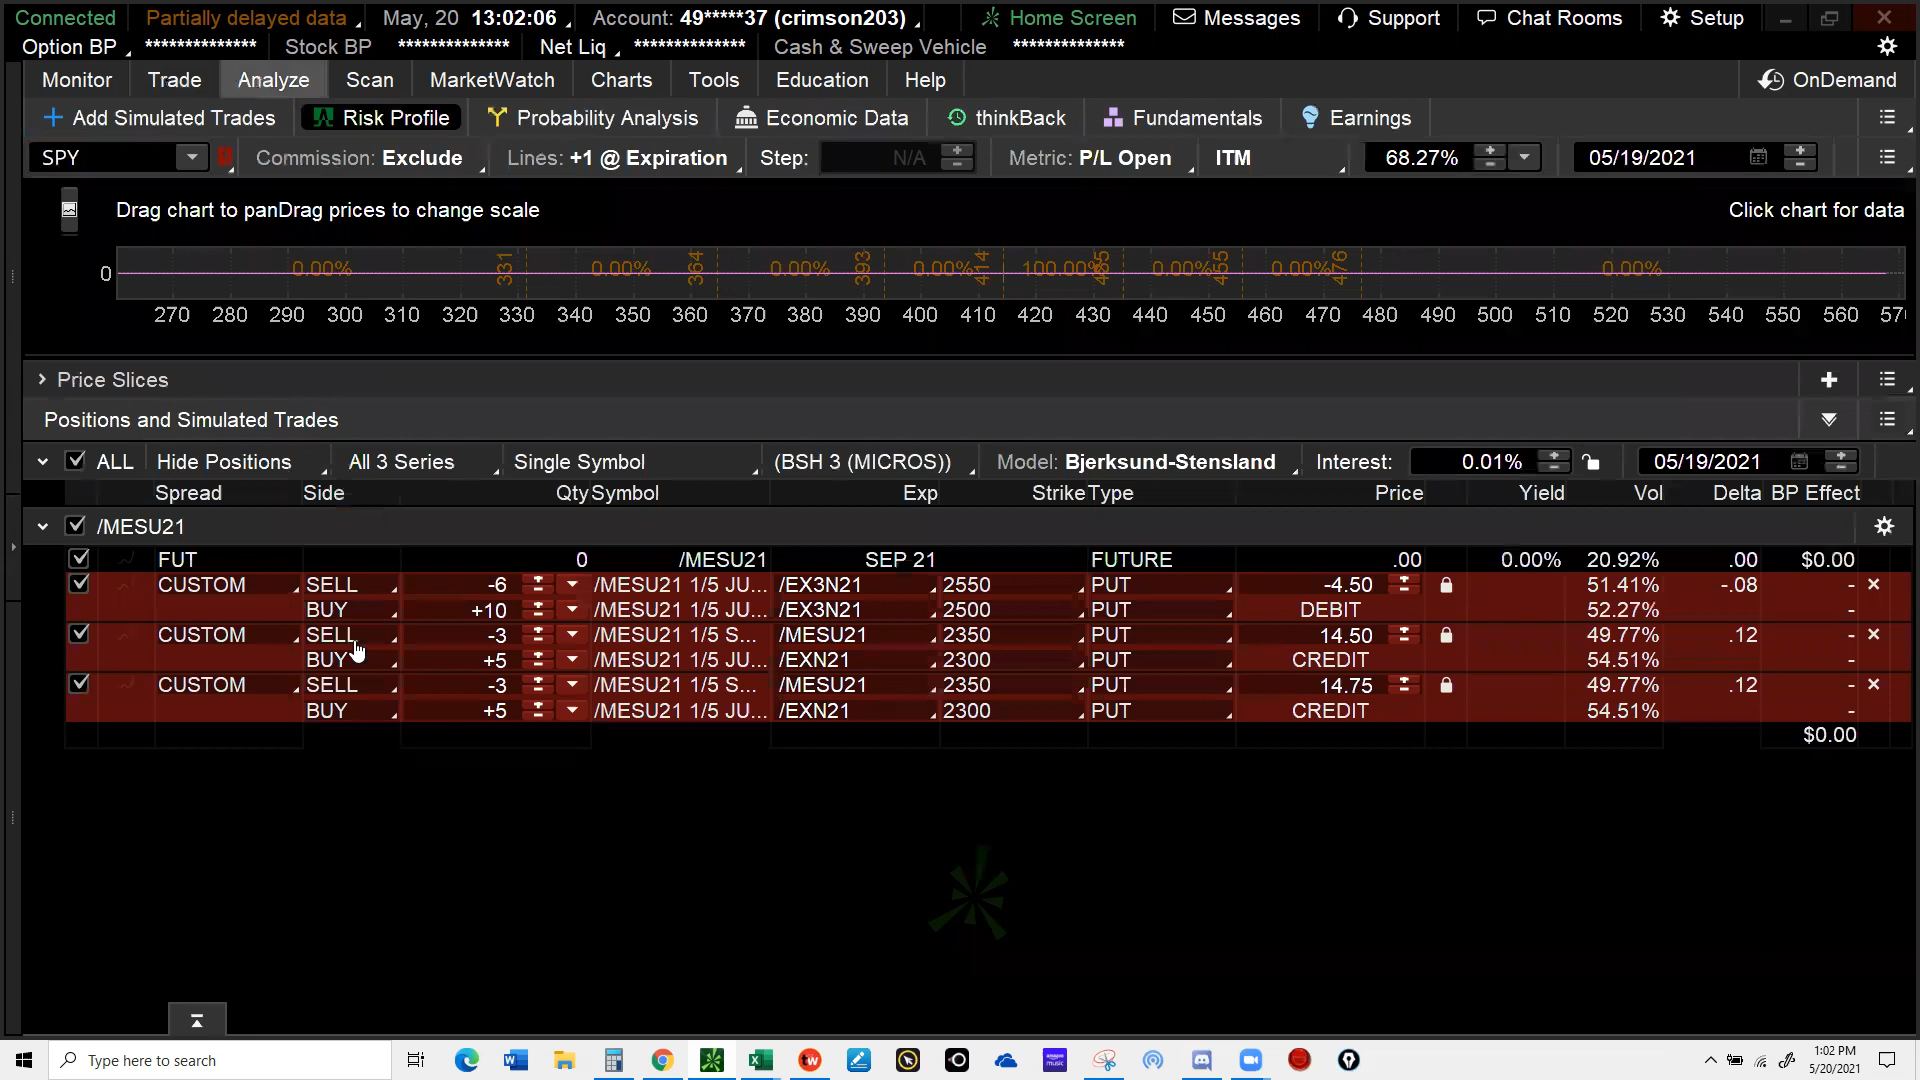 Connected Partially delayed data May, 20 13:02:06 Account: 49*****37 (crimson203) Home Screen Messages Support Chat Rooms Setup
Option BP ************** Stock BP ************** Net Liq ************** Cash & Sweep Vehicle **************
Monitor Trade Analyze Scan MarketWatch Charts Tools Education Help OnDemand
Add Simulated Trades Risk Profile Probability Analysis Economic Data thinkBack Fundamentals Earnings
SPY Commission: Exclude Lines: +1 @ Expiration Step: N/A Metric: P/L Open ITM 68.27% 05/19/2021
Drag chart to panDrag prices to change scale Click chart for data
0 0.00% 331 0.00% 364 0.00% 393 0.00% 414 100.00% 0.00% 455 0.00% 476 0.00%
270 280 290 300 310 320 330 340 350 360 370 380 390 400 410 420 430 440 450 460 470 480 490 500 510 520 530 540 550 560
Price Slices
Positions and Simulated Trades
ALL Hide Positions All 3 Series Single Symbol (BSH 3 (MICROS)) Model: Bjerksund-Stensland Interest: 0.01% 05/19/2021
Spread Side Qty Symbol Exp Strike Type Price Yield Vol Delta BP Effect
/MESU21
FUT 0 /MESU21 SEP 21 FUTURE .00 0.00% 20.92% .00 $0.00
CUSTOM SELL -6 /MESU21 1/5 JU... /EX3N21 2550 PUT -4.50 51.41% -.08 -
BUY +10 /MESU21 1/5 JU... /EX3N21 2500 PUT DEBIT 52.27% -
CUSTOM SELL -3 /MESU21 1/5 S... /MESU21 2350 PUT 14.50 49.77% .12 -
BUY +5 /MESU21 1/5 JU... /EXN21 2300 PUT CREDIT 54.51% -
CUSTOM SELL -3 /MESU21 1/5 S... /MESU21 2350 PUT 14.75 49.77% .12 -
BUY +5 /MESU21 1/5 JU... /EXN21 2300 PUT CREDIT 54.51% -
$0.00
Type here to search
tw
amazon music
1:02 PM
5/20/2021